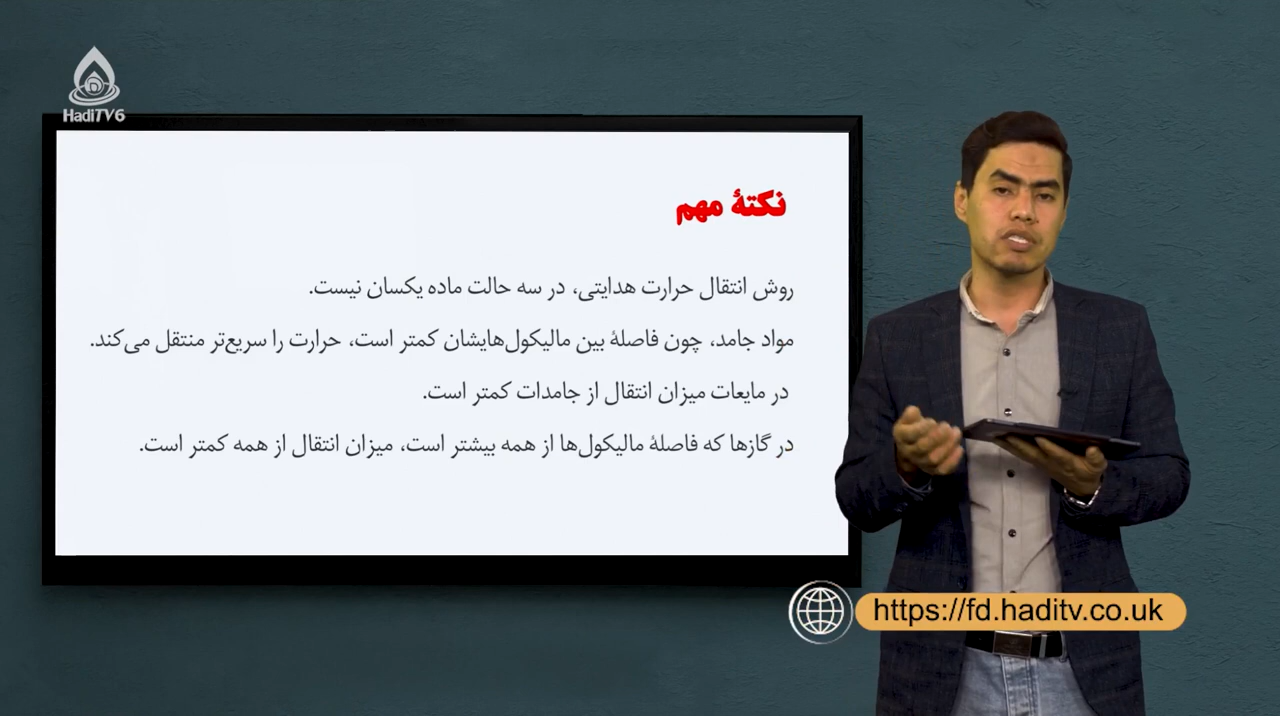 HadiTV6
نکتهٔ مهم
روش انتقال حرارت هدایتی، در سه حالت ماده یکسان نیست.
مواد جامد، چون فاصلهٔ بین مالیکول‌هایشان کمتر است، حرارت را سریع‌تر منتقل می‌کند.
در مایعات میزان انتقال از جامدات کمتر است.
در گازها که فاصلهٔ مالیکول‌ها از همه بیشتر است، میزان انتقال از همه کمتر است.
https://fd.haditv.co.uk